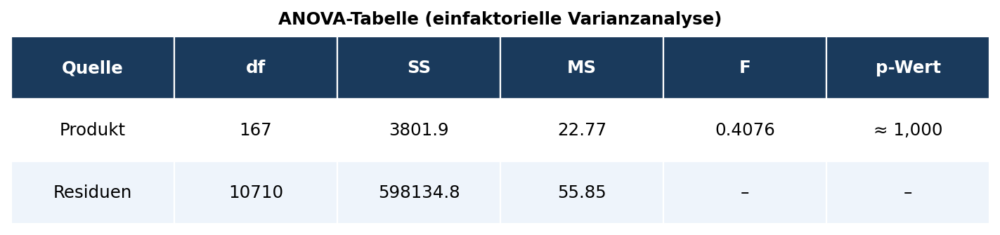 ANOVA-Tabelle (einfaktorielle Varianzanalyse)
Quelle df SS MS F p-Wert
Produkt 167 3801.9 22.77 0.4076 ≈ 1,000
Residuen 10710 598134.8 55.85 – –